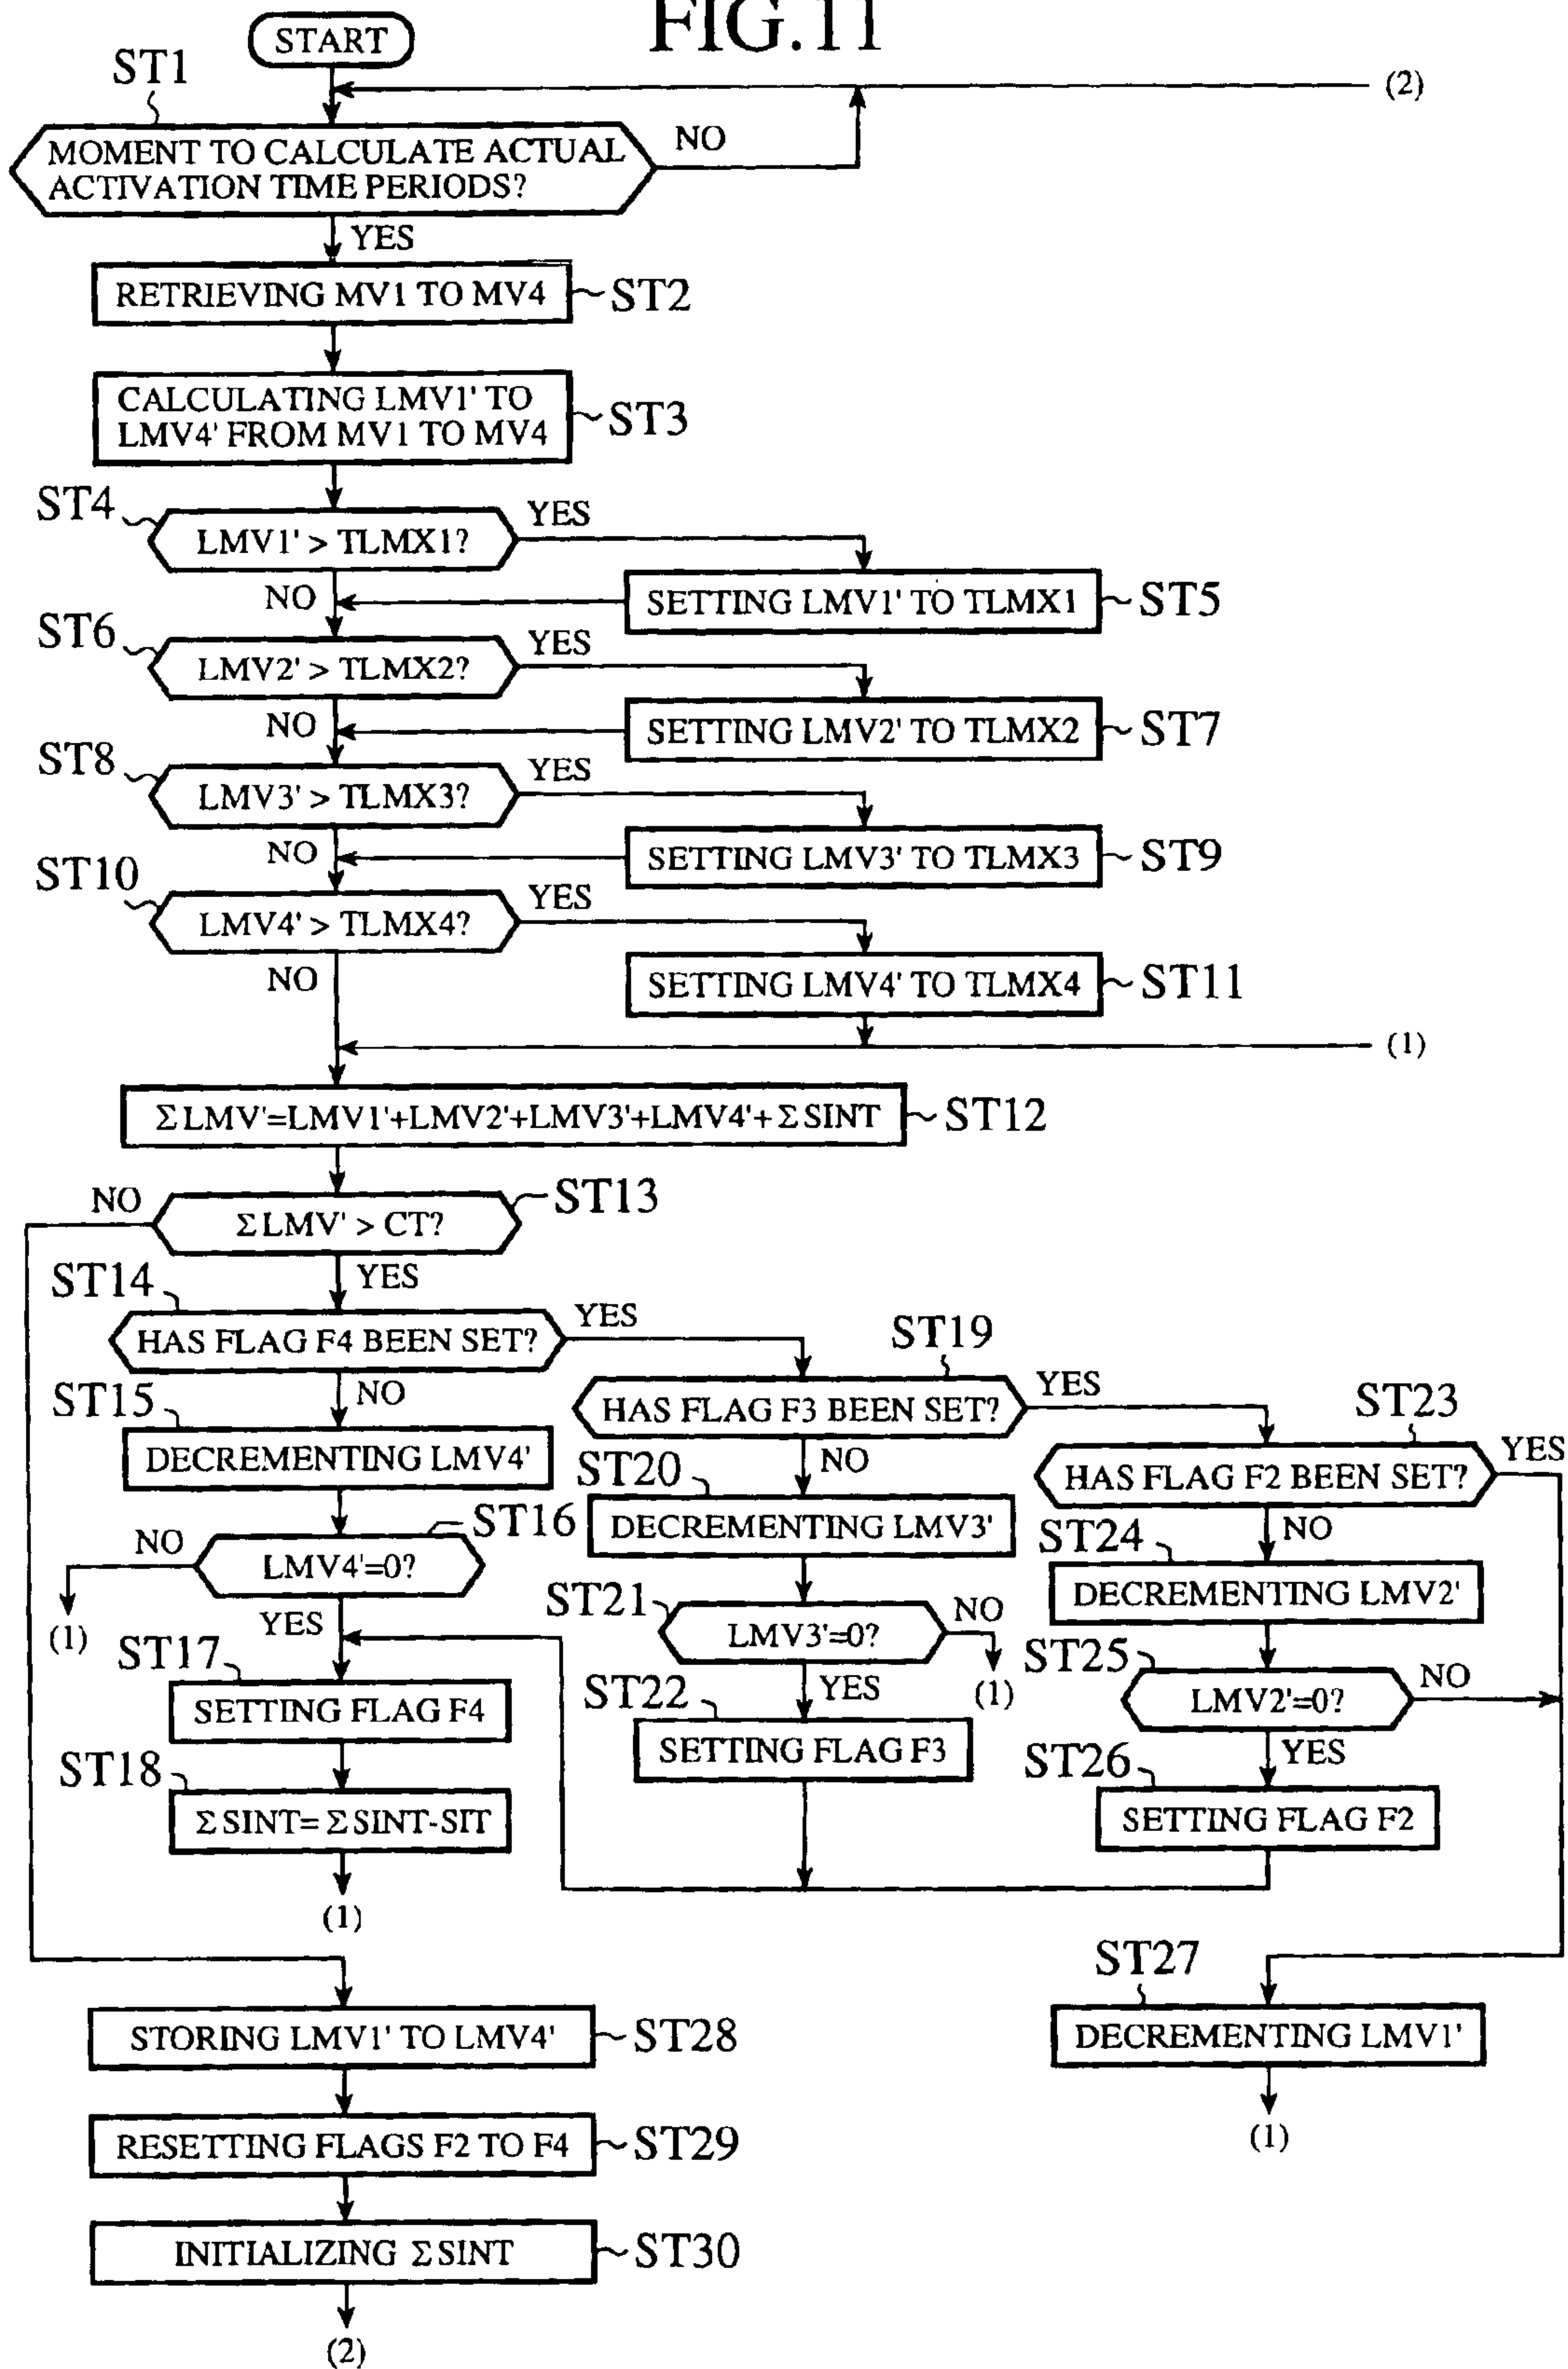 FIG.11
START
ST1
(2)
MOMENT TO CALCULATE ACTUAL
ACTIVATION TIME PERIODS?
NO
YES
RETRIEVING MV1 TO MV4
ST2
CALCULATING LMV1' TO
LMV4' FROM MV1 TO MV4
ST3
ST4
LMV1' > TLMX1?
YES
NO
SETTING LMV1' TO TLMX1
ST5
ST6
LMV2' > TLMX2?
YES
NO
SETTING LMV2' TO TLMX2
ST7
ST8
LMV3' > TLMX3?
YES
NO
SETTING LMV3' TO TLMX3
ST9
ST10
LMV4' > TLMX4?
YES
NO
SETTING LMV4' TO TLMX4
ST11
(1)
ΣLMV'=LMV1'+LMV2'+LMV3'+LMV4'+ΣSINT
ST12
NO
ΣLMV' > CT?
ST13
YES
ST14
HAS FLAG F4 BEEN SET?
YES
NO
ST15
DECREMENTING LMV4'
ST16
NO
LMV4'=0?
(1)
YES
ST17
SETTING FLAG F4
ST18
ΣSINT=ΣSINT-SIT
(1)
ST19
HAS FLAG F3 BEEN SET?
YES
NO
ST20
DECREMENTING LMV3'
ST21
LMV3'=0?
NO
(1)
YES
ST22
SETTING FLAG F3
ST23
HAS FLAG F2 BEEN SET?
YES
NO
ST24
DECREMENTING LMV2'
ST25
LMV2'=0?
NO
YES
ST26
SETTING FLAG F2
ST27
DECREMENTING LMV1'
(1)
STORING LMV1' TO LMV4'
ST28
RESETTING FLAGS F2 TO F4
ST29
INITIALIZING ΣSINT
ST30
(2)